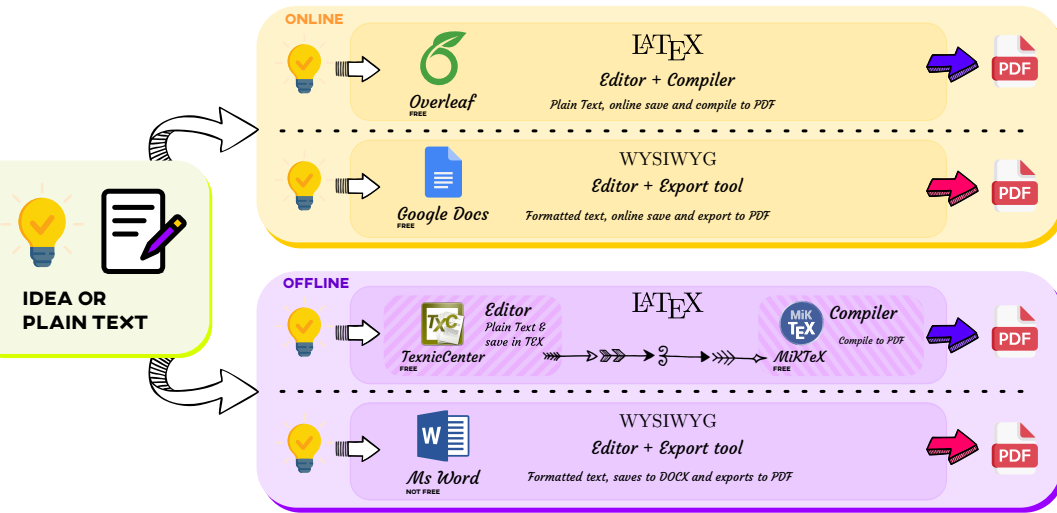 ONLINE
LATEX
Editor + Compiler
Overleaf
FREE
Plain Text, online save and compile to PDF
PDF
WYSIWYG
Editor + Export tool
Google Docs
FREE
Formatted text, online save and export to PDF
PDF
IDEA OR
PLAIN TEXT
OFFLINE
LATEX
TXC
Editor
Plain Text &
save in TEX
TexnicCenter
FREE
MiK
TEX
Compiler
Compile to PDF
MiKTeX
FREE
PDF
W
WYSIWYG
Editor + Export tool
Ms Word
NOT FREE
Formatted text, saves to DOCX and exports to PDF
PDF